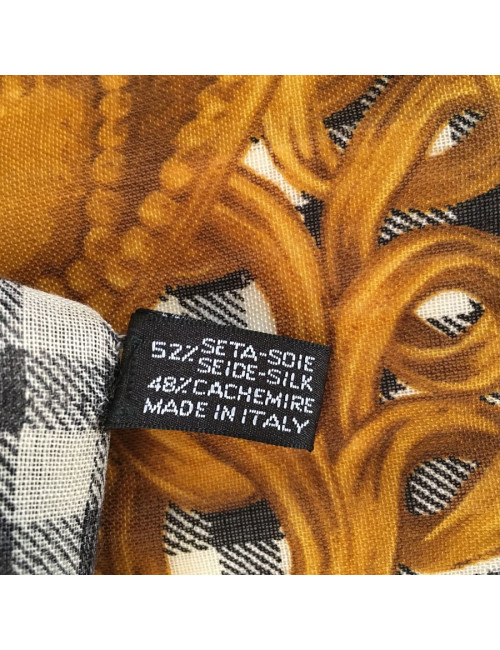 52% SETA-SOIE
SEIDE-SILK
48% CACHEMIRE
MADE IN ITALY